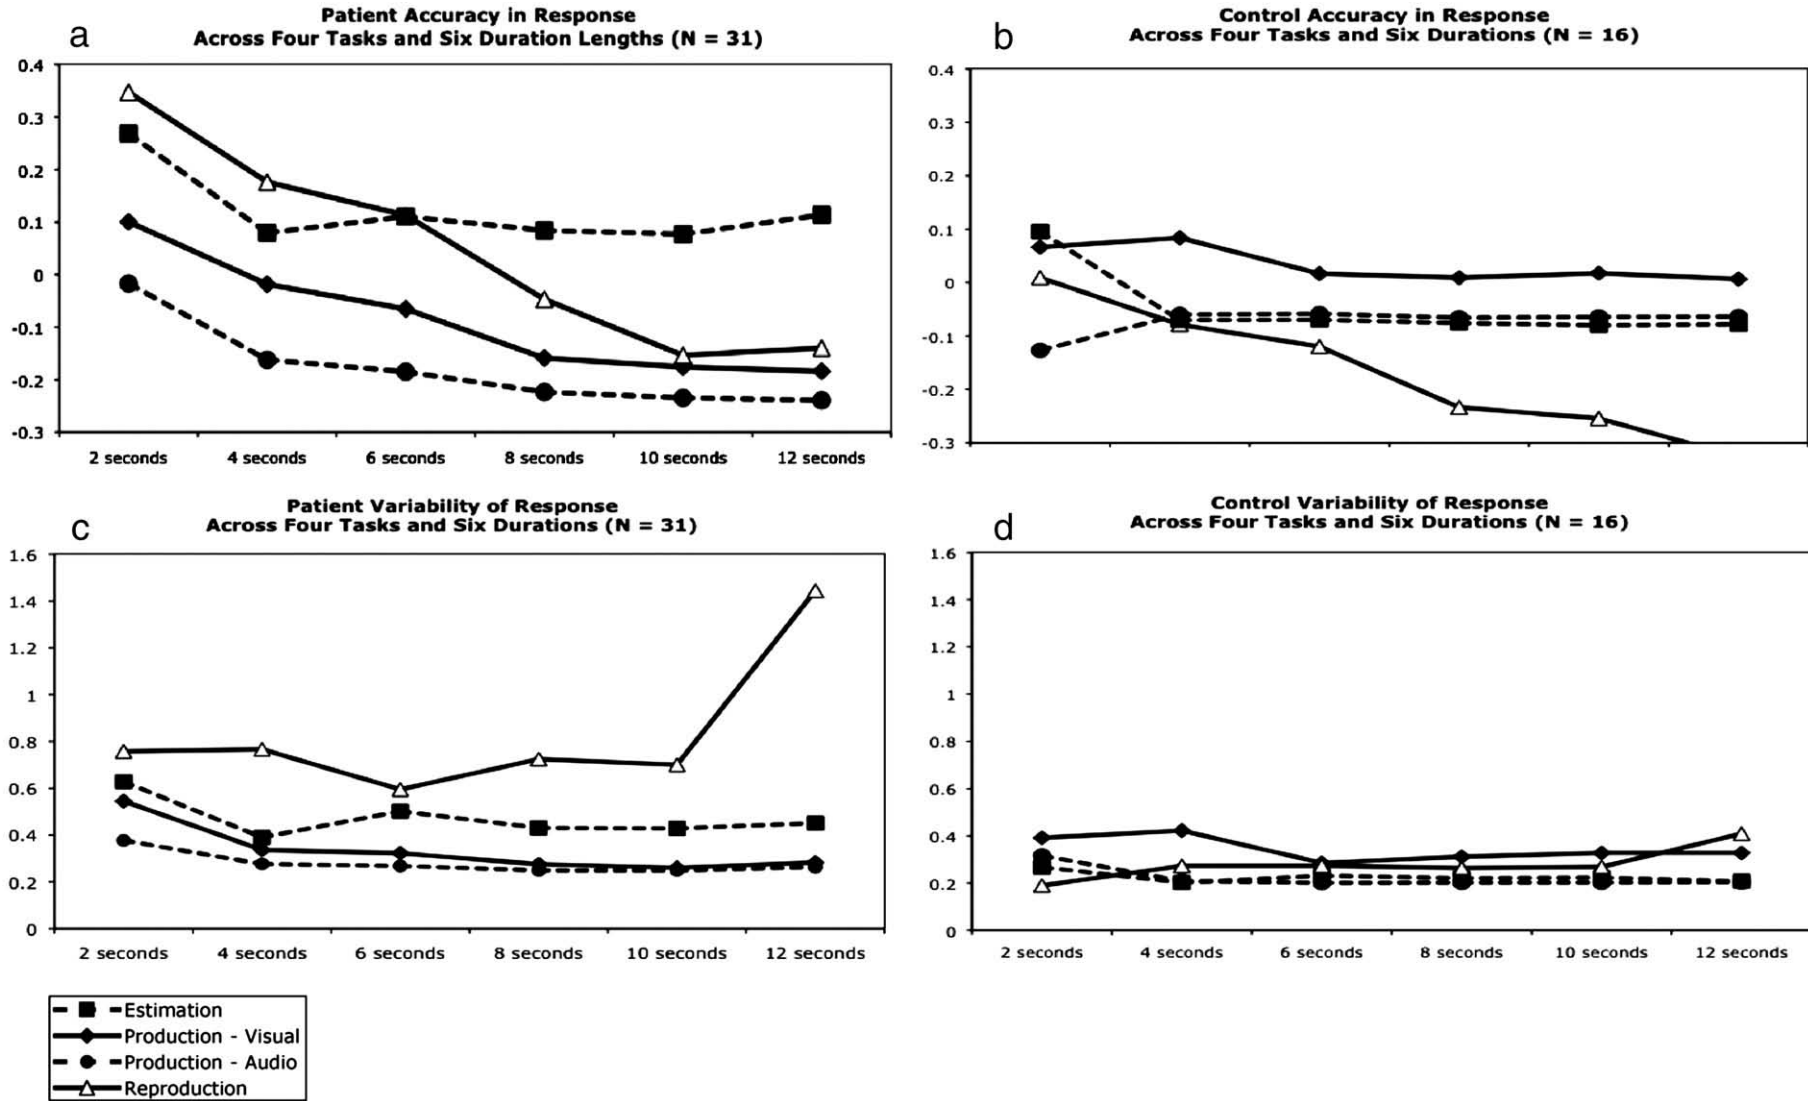 a
Patient Accuracy in Response
Across Four Tasks and Six Duration Lengths (N = 31)
0.4
0.3
0.2
0.1
0
-0.1
-0.2
-0.3
2 seconds 4 seconds 6 seconds 8 seconds 10 seconds 12 seconds
b
Control Accuracy in Response
Across Four Tasks and Six Durations (N = 16)
0.4
0.3
0.2
0.1
0
-0.1
-0.2
-0.3
c
Patient Variability of Response
Across Four Tasks and Six Durations (N = 31)
1.6
1.4
1.2
1
0.8
0.6
0.4
0.2
0
2 seconds 4 seconds 6 seconds 8 seconds 10 seconds 12 seconds
d
Control Variability of Response
Across Four Tasks and Six Durations (N = 16)
1.6
1.4
1.2
1
0.8
0.6
0.4
0.2
0
2 seconds 4 seconds 6 seconds 8 seconds 10 seconds 12 seconds
Estimation
Production - Visual
Production - Audio
Reproduction